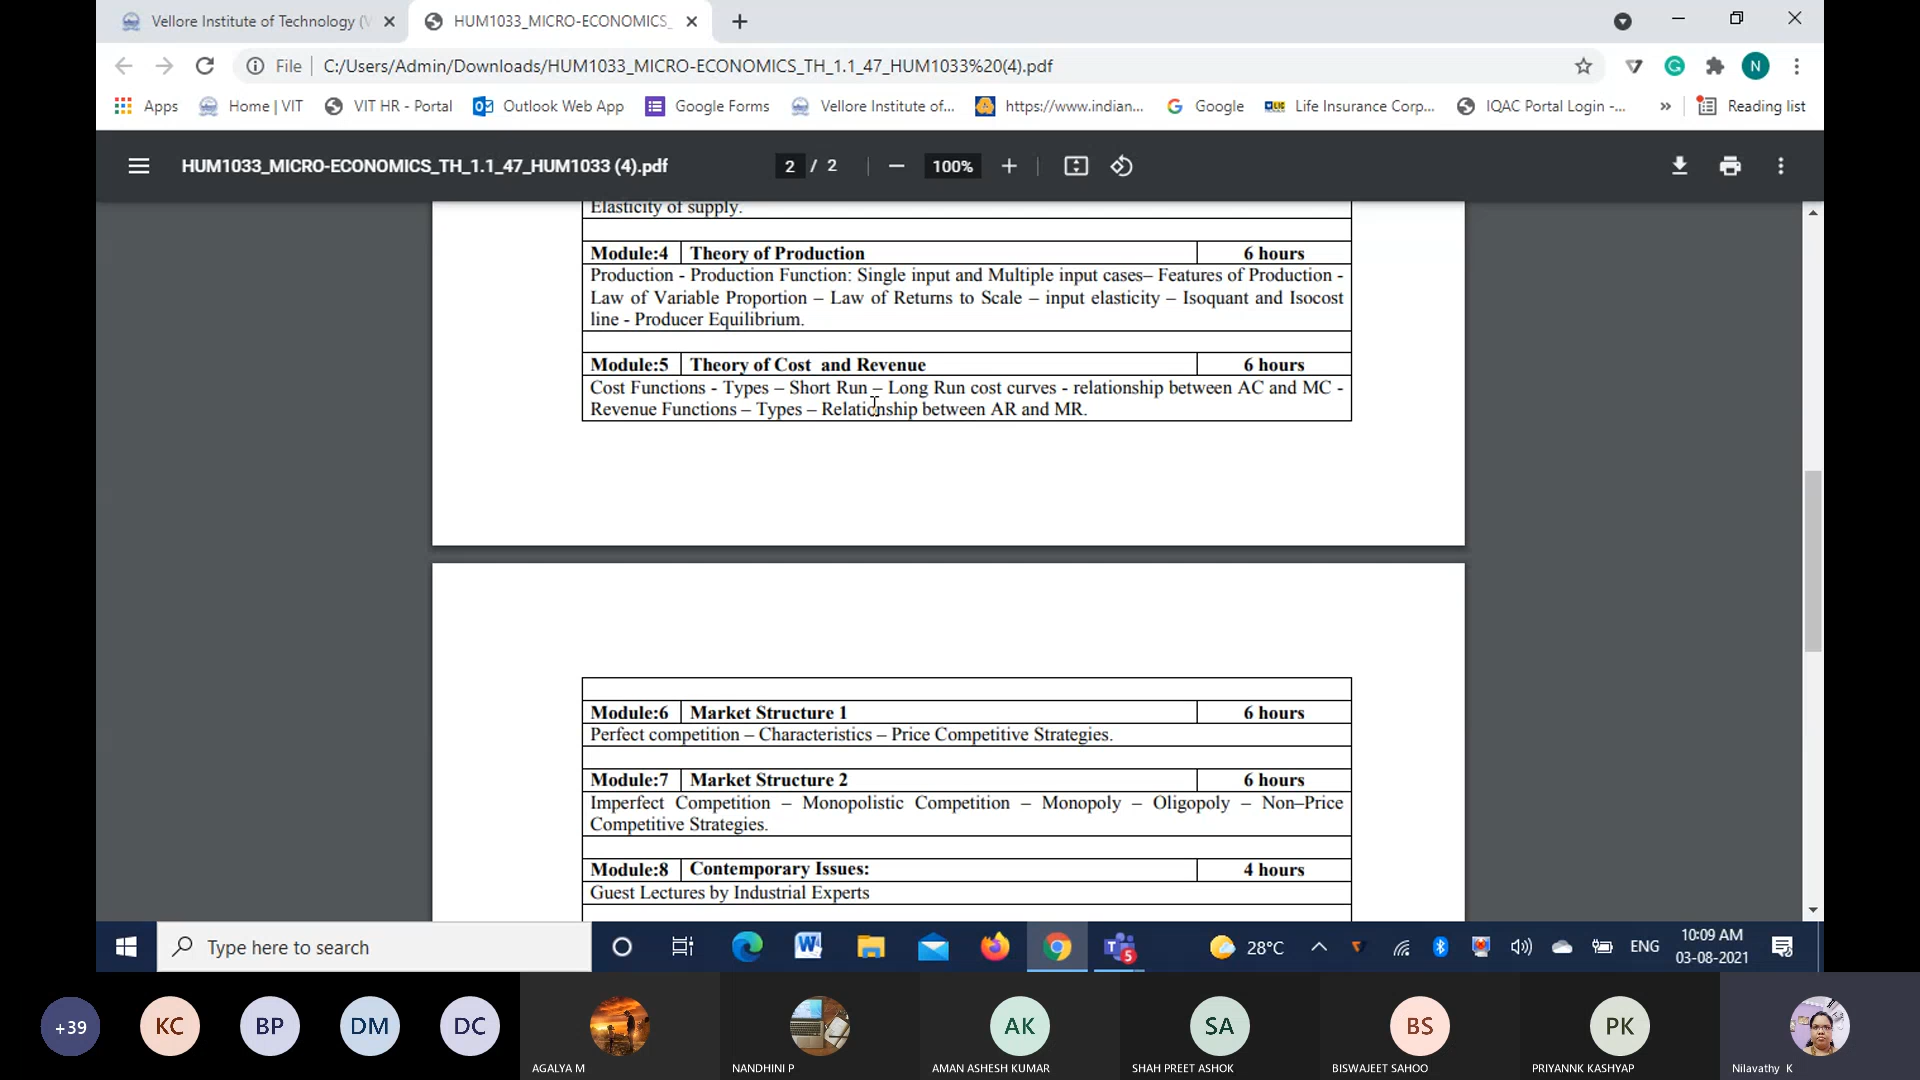 Vellore Institute of Technology (V
HUM1033_MICRO-ECONOMICS_
File
C:/Users/Admin/Downloads/HUM1033_MICRO-ECONOMICS_TH_1.1_47_HUM1033%20(4).pdf
N
Apps
Home | VIT
VIT HR - Portal
Outlook Web App
Google Forms
Vellore Institute of...
https://www.indian...
Google
Life Insurance Corp...
IQAC Portal Login -...
»
Reading list
HUM1033_MICRO-ECONOMICS_TH_1.1_47_HUM1033 (4).pdf
2 / 2
100%
Elasticity of supply.
Module:4 Theory of Production 6 hours
Production - Production Function: Single input and Multiple input cases– Features of Production -
Law of Variable Proportion – Law of Returns to Scale – input elasticity – Isoquant and Isocost
line - Producer Equilibrium.
Module:5 Theory of Cost and Revenue 6 hours
Cost Functions - Types – Short Run – Long Run cost curves - relationship between AC and MC -
Revenue Functions – Types – Relationship between AR and MR.
Module:6 Market Structure 1 6 hours
Perfect competition – Characteristics – Price Competitive Strategies.
Module:7 Market Structure 2 6 hours
Imperfect Competition – Monopolistic Competition – Monopoly – Oligopoly – Non–Price
Competitive Strategies.
Module:8 Contemporary Issues: 4 hours
Guest Lectures by Industrial Experts
Type here to search
5
28°C
ENG
10:09 AM
03-08-2021
+39
KC
BP
DM
DC
AGALYA M
NANDHINI P
AK
AMAN ASHESH KUMAR
SA
SHAH PREET ASHOK
BS
BISWAJEET SAHOO
PK
PRIYANNK KASHYAP
Nilavathy K